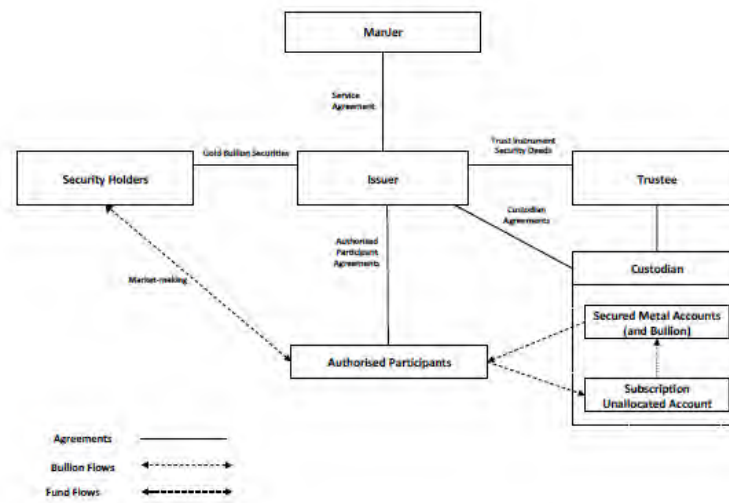 ManJer
Service
Agreement
Gold Bullion Securities
Trust Instrument
Security Deeds
Security Holders
Issuer
Trustee
Custodian
Agreements
Authorised
Participant
Agreements
Market-making
Custodian
Secured Metal Accounts
(and Bullion)
Authorised Participants
Subscription
Unallocated Account
Agreements
Bullion Flows
Fund Flows